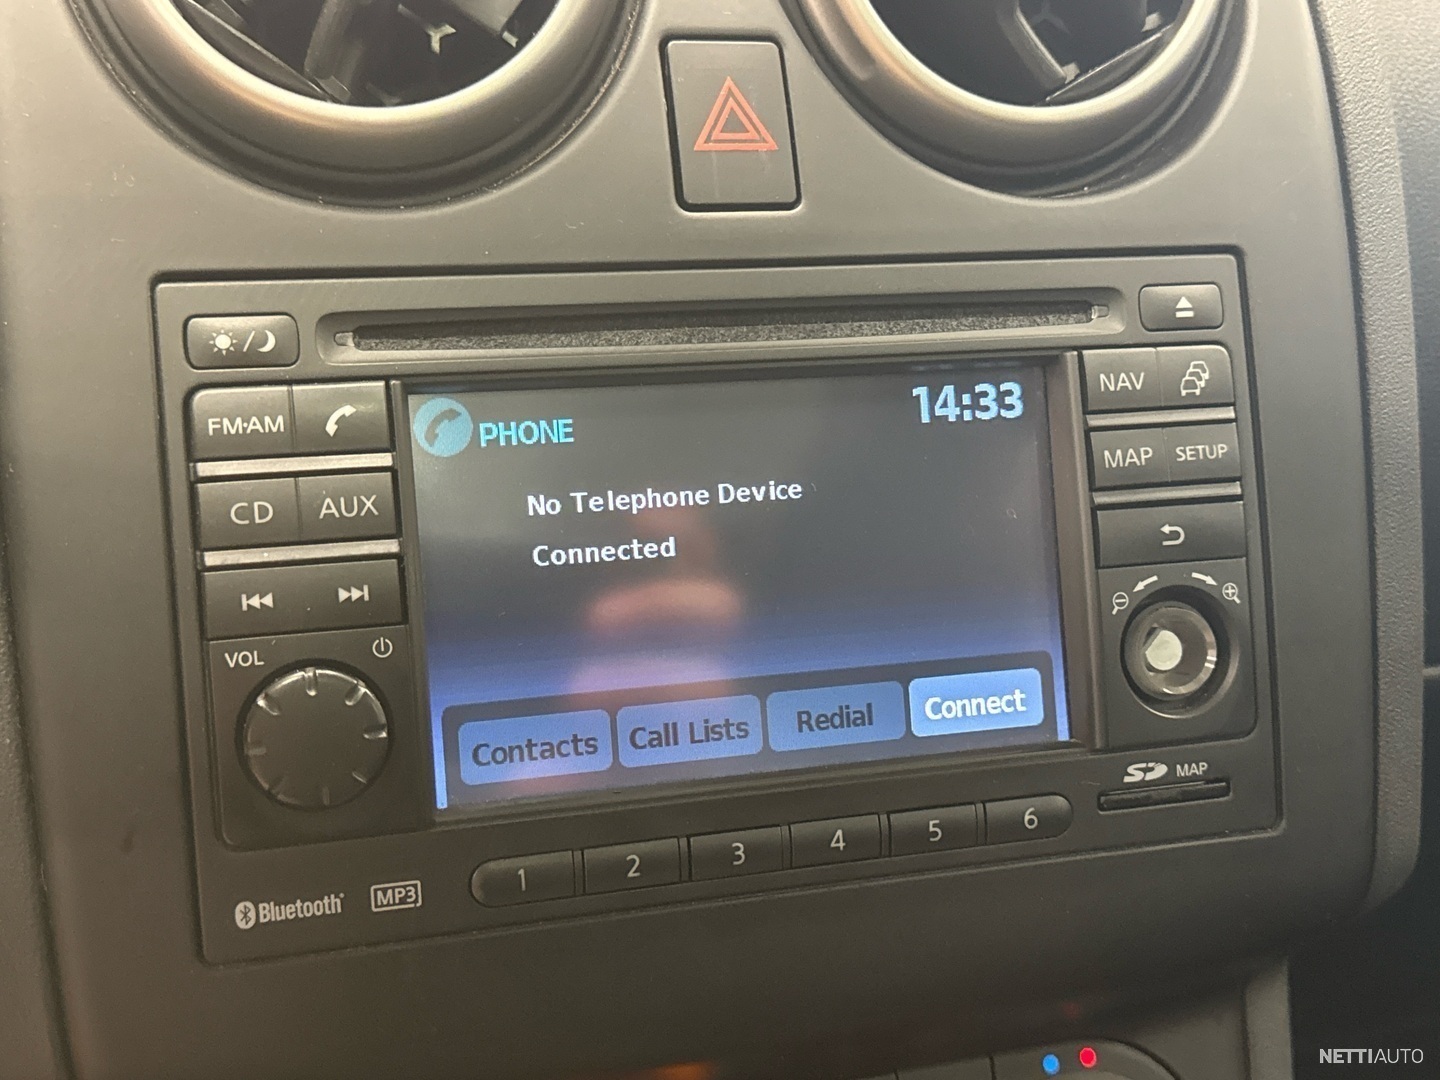 FM·AM
CD
AUX
VOL
PHONE
14:33
No Telephone Device
Connected
Contacts
Call Lists
Redial
Connect
NAV
MAP
SETUP
SD MAP
1
2
3
4
5
6
Bluetooth
MP3
NETTIAUTO